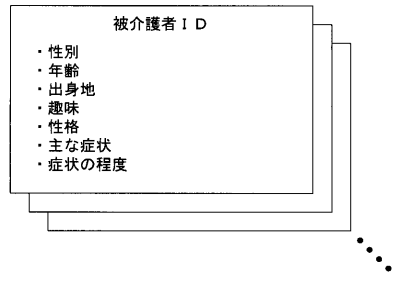 被介護者ＩＤ
・性別
・年齢
・出身地
・趣味
・性格
・主な症状
・症状の程度